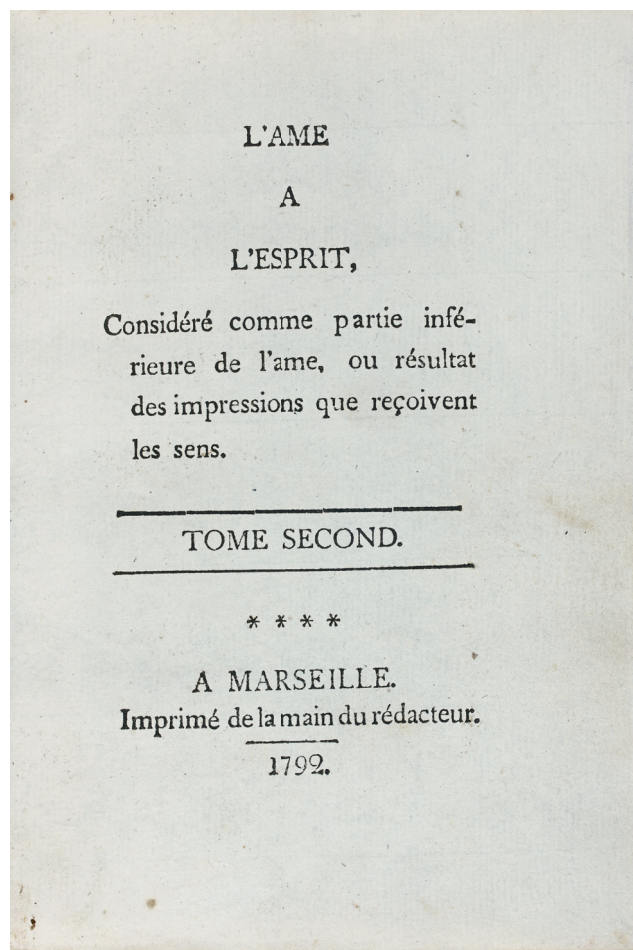 L'AME
A
L'ESPRIT,
Considéré comme partie infé-
rieure de l'ame, ou résultat
des impressions que reçoivent
les sens.
TOME SECOND.
* * * *
A MARSEILLE.
Imprimé de la main du rédacteur.
1792.